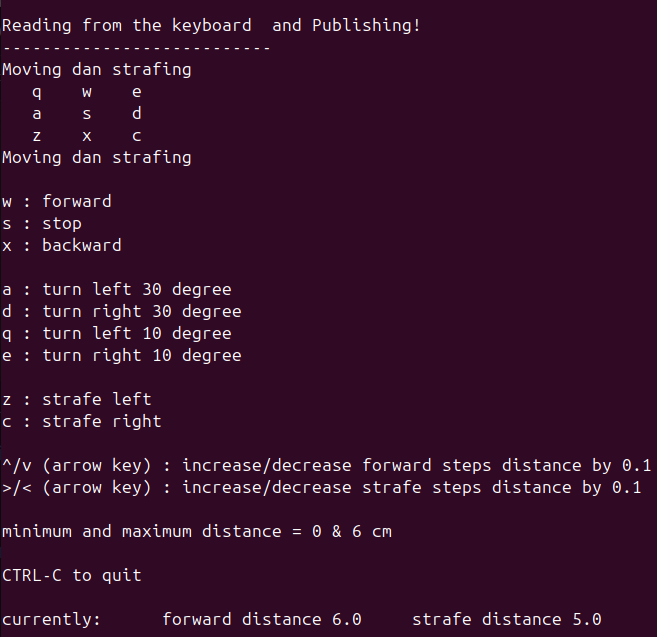 Reading from the keyboard  and Publishing!
---------------------------
Moving dan strafing
   q    w    e
   a    s    d
   z    x    c
Moving dan strafing

w : forward
s : stop
x : backward

a : turn left 30 degree
d : turn right 30 degree
q : turn left 10 degree
e : turn right 10 degree

z : strafe left
c : strafe right

^/v (arrow key) : increase/decrease forward steps distance by 0.1
>/< (arrow key) : increase/decrease strafe steps distance by 0.1

minimum and maximum distance = 0 & 6 cm

CTRL-C to quit

currently:      forward distance 6.0     strafe distance 5.0